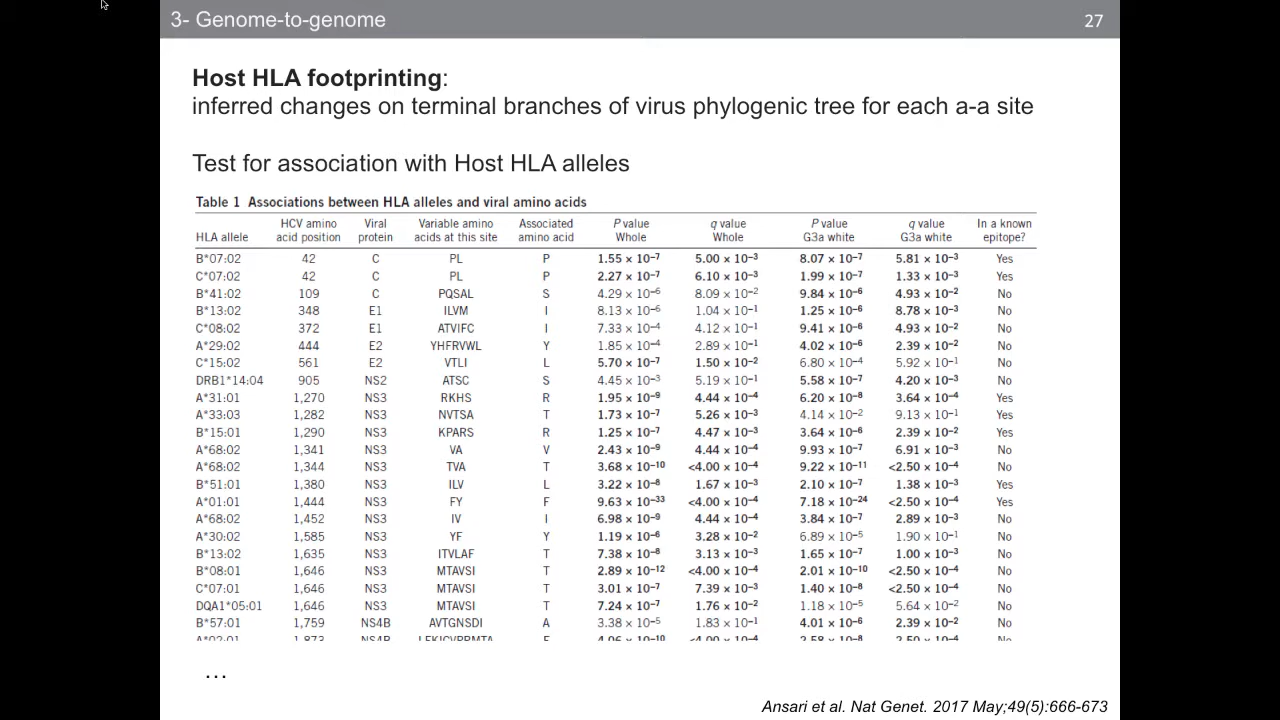 3- Genome-to-genome 27
Host HLA footprinting:
inferred changes on terminal branches of virus phylogenic tree for each a-a site
Test for association with Host HLA alleles
Table 1 Associations between HLA alleles and viral amino acids
HCV amino Viral Variable amino Associated P value q value P value q value In a known
HLA allele acid position protein acids at this site amino acid Whole Whole G3a white G3a white epitope?
B*07:02 42 C PL P 1.55 × 10⁻⁷ 5.00 × 10⁻³ 8.07 × 10⁻⁷ 5.81 × 10⁻³ Yes
C*07:02 42 C PL P 2.27 × 10⁻⁷ 6.10 × 10⁻³ 1.99 × 10⁻⁷ 1.33 × 10⁻³ Yes
B*41:02 109 C PQSAL S 4.29 × 10⁻⁶ 8.09 × 10⁻² 9.84 × 10⁻⁶ 4.93 × 10⁻² No
B*13:02 348 E1 ILVM I 8.13 × 10⁻⁶ 1.04 × 10⁻¹ 1.25 × 10⁻⁶ 8.78 × 10⁻³ No
C*08:02 372 E1 ATVIFC I 7.33 × 10⁻⁴ 4.12 × 10⁻¹ 9.41 × 10⁻⁶ 4.93 × 10⁻² No
A*29:02 444 E2 YHFRVWL Y 1.85 × 10⁻⁴ 2.89 × 10⁻¹ 4.02 × 10⁻⁶ 2.39 × 10⁻² No
C*15:02 561 E2 VTLI L 5.70 × 10⁻⁷ 1.50 × 10⁻² 6.80 × 10⁻⁴ 5.92 × 10⁻¹ No
DRB1*14:04 905 NS2 ATSC S 4.45 × 10⁻³ 5.19 × 10⁻¹ 5.58 × 10⁻⁷ 4.20 × 10⁻³ No
A*31:01 1,270 NS3 RKHS R 1.95 × 10⁻⁹ 4.44 × 10⁻⁴ 6.20 × 10⁻⁸ 3.64 × 10⁻⁴ Yes
A*33:03 1,282 NS3 NVTSA T 1.73 × 10⁻⁷ 5.26 × 10⁻³ 4.14 × 10⁻² 9.13 × 10⁻¹ Yes
B*15:01 1,290 NS3 KPARS R 1.25 × 10⁻⁷ 4.47 × 10⁻³ 3.64 × 10⁻⁶ 2.39 × 10⁻² Yes
A*68:02 1,341 NS3 VA V 2.43 × 10⁻⁹ 4.44 × 10⁻⁴ 9.93 × 10⁻⁷ 6.91 × 10⁻³ No
A*68:02 1,344 NS3 TVA T 3.68 × 10⁻¹⁰ <4.00 × 10⁻⁴ 9.22 × 10⁻¹¹ <2.50 × 10⁻⁴ No
B*51:01 1,380 NS3 ILV L 3.22 × 10⁻⁸ 1.67 × 10⁻³ 2.10 × 10⁻⁷ 1.38 × 10⁻³ Yes
A*01:01 1,444 NS3 FY F 9.63 × 10⁻³³ <4.00 × 10⁻⁴ 7.18 × 10⁻²⁴ <2.50 × 10⁻⁴ Yes
A*68:02 1,452 NS3 IV I 6.98 × 10⁻⁹ 4.44 × 10⁻⁴ 3.84 × 10⁻⁷ 2.89 × 10⁻³ No
A*30:02 1,585 NS3 YF Y 1.19 × 10⁻⁶ 3.28 × 10⁻² 6.89 × 10⁻⁵ 1.90 × 10⁻¹ No
B*13:02 1,635 NS3 ITVLAF T 7.38 × 10⁻⁸ 3.13 × 10⁻³ 1.65 × 10⁻⁷ 1.00 × 10⁻³ No
B*08:01 1,646 NS3 MTAVSI T 2.89 × 10⁻¹² <4.00 × 10⁻⁴ 2.01 × 10⁻¹⁰ <2.50 × 10⁻⁴ No
C*07:01 1,646 NS3 MTAVSI T 3.01 × 10⁻⁷ 7.39 × 10⁻³ 1.40 × 10⁻⁸ <2.50 × 10⁻⁴ No
DQA1*05:01 1,646 NS3 MTAVSI T 7.24 × 10⁻⁷ 1.76 × 10⁻² 1.18 × 10⁻⁵ 5.64 × 10⁻² No
B*57:01 1,759 NS4B AVTGNSDI A 3.38 × 10⁻⁵ 1.83 × 10⁻¹ 4.01 × 10⁻⁶ 2.39 × 10⁻² No
…
Ansari et al. Nat Genet. 2017 May;49(5):666-673